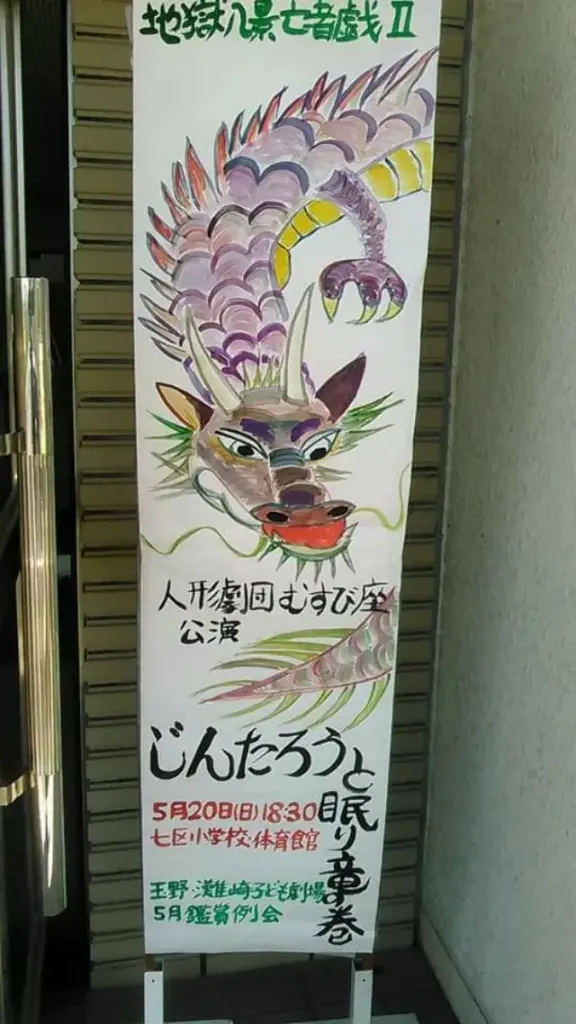 地獄八景亡者戯II
人形劇団むすび座
公演
じんたろうと眠り竜の巻
5月20日(日)18:30
七区小学校・体育館
玉野・灘崎子ども劇場
5月鑑賞例会